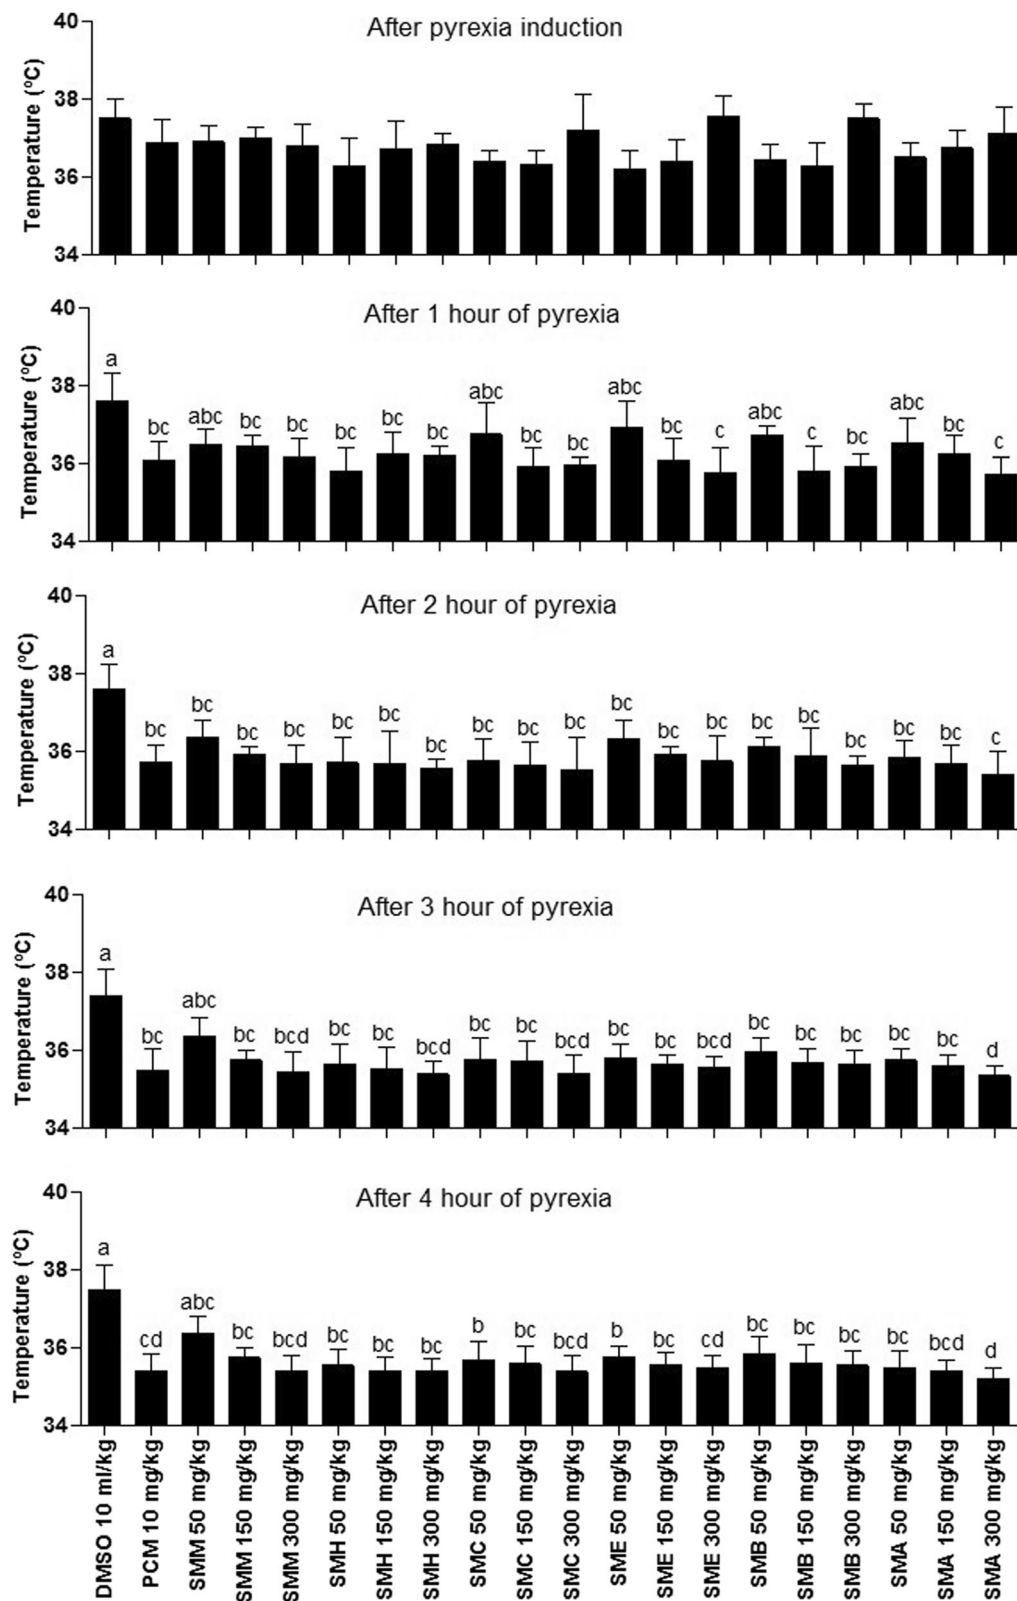 After pyrexia induction
Temperature (ºC)
40
38
36
34
After 1 hour of pyrexia
Temperature (ºC)
40
38
36
34
a bc abc bc bc bc bc bc abc bc bc abc bc c abc c bc abc bc c
After 2 hour of pyrexia
Temperature (ºC)
40
38
36
34
a bc bc bc bc bc bc bc bc bc bc bc bc bc bc bc bc bc bc c
After 3 hour of pyrexia
Temperature (ºC)
40
38
36
34
a bc abc bc bcd bc bc bcd bc bc bcd bc bc bcd bc bc bc bc bc d
After 4 hour of pyrexia
Temperature (ºC)
40
38
36
34
a cd abc bc bcd bc bc bc b bc bcd b bc cd bc bc bc bc bcd d
DMSO 10 ml/kg
PCM 10 mg/kg
SMM 50 mg/kg
SMM 150 mg/kg
SMM 300 mg/kg
SMH 50 mg/kg
SMH 150 mg/kg
SMH 300 mg/kg
SMC 50 mg/kg
SMC 150 mg/kg
SMC 300 mg/kg
SME 50 mg/kg
SME 150 mg/kg
SME 300 mg/kg
SMB 50 mg/kg
SMB 150 mg/kg
SMB 300 mg/kg
SMA 50 mg/kg
SMA 150 mg/kg
SMA 300 mg/kg